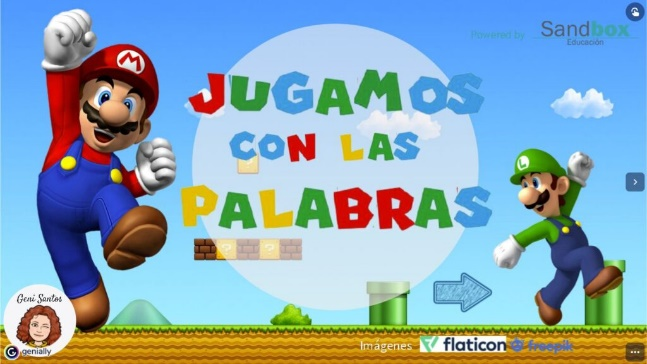 Powered by Sandbox
Educación
M
JUGAMOS
CON LAS
PALABRAS
L
? ?
Geni Santos
genially
Imágenes flaticon freepik